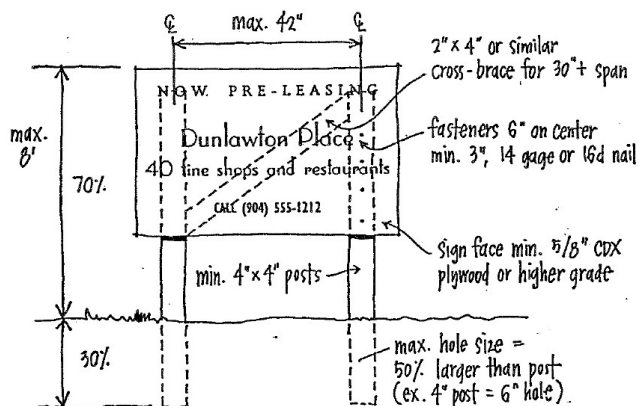 ℄ max. 42" ℄
2" x 4" or similar
cross-brace for 30"+ span
NOW PRE-LEASING
max.
8'
70%
Dunlawton Place
40 fine shops and restaurants
CALL (904) 555-1212
fasteners 6" on center
min. 3", 14 gage or 16d nail
sign face min. 5/8" CDX
plywood or higher grade
min. 4" x 4" posts
30%
max. hole size =
50% larger than post
(ex. 4" post = 6" hole)